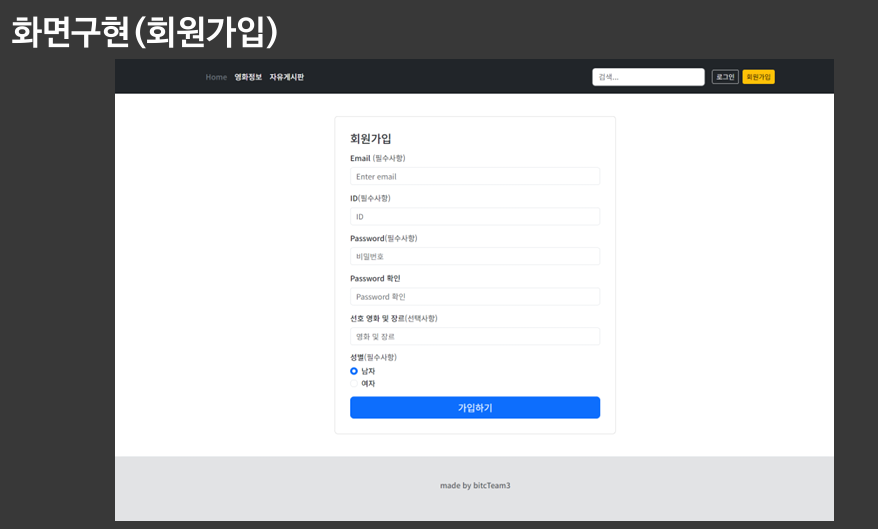 화면구현(회원가입)
Home 영화정보 자유게시판 검색... 로그인 회원가입
회원가입
Email (필수사항)
Enter email
ID(필수사항)
ID
Password(필수사항)
비밀번호
Password 확인
Password 확인
선호 영화 및 장르(선택사항)
영화 및 장르
성별(필수사항)
남자
여자
가입하기
made by bitcTeam3